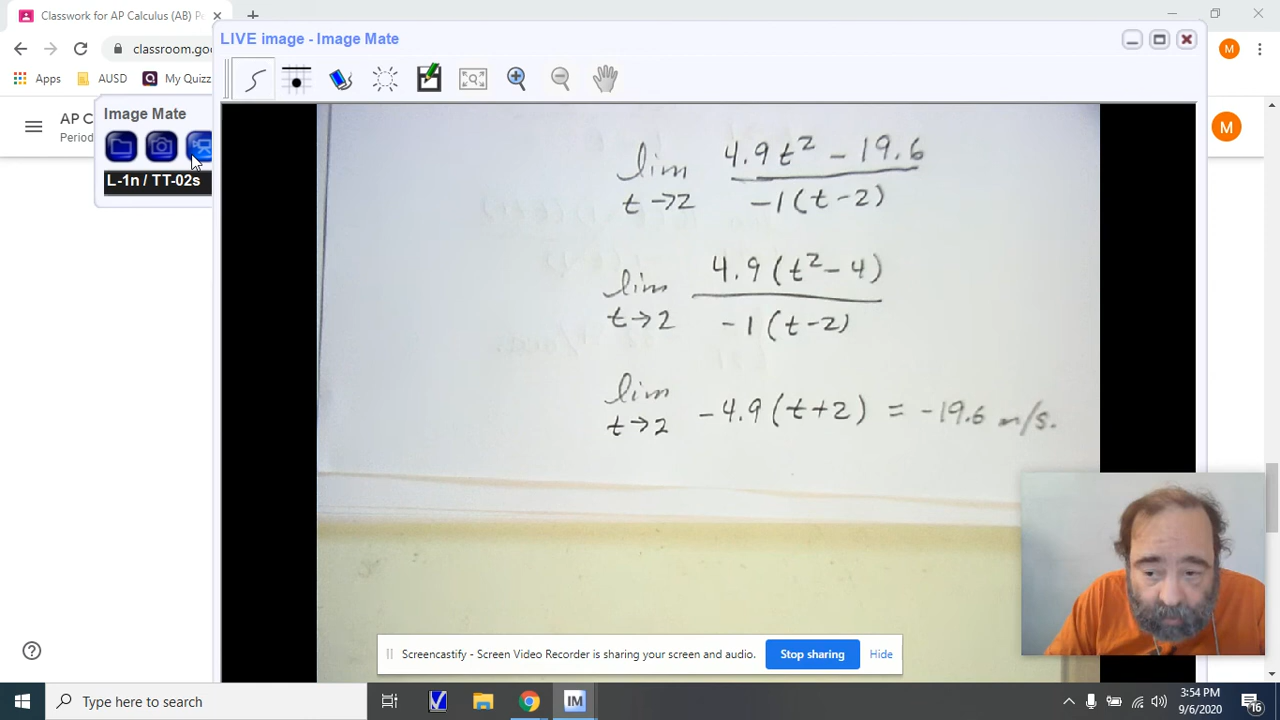 Classwork for AP Calculus (AB) P
classroom.goo
Apps
AUSD
My Quizz
M
AP C
Period
M
Image Mate
L-1n / TT-02s
LIVE image - Image Mate
lim t→2 4.9t² - 19.6 / -1(t-2)
lim t→2 4.9(t²-4) / -1(t-2)
lim t→2 -4.9(t+2) = -19.6 m/s.
Screencastify - Screen Video Recorder is sharing your screen and audio.
Stop sharing
Hide
Type here to search
IM
3:54 PM
9/6/2020
16